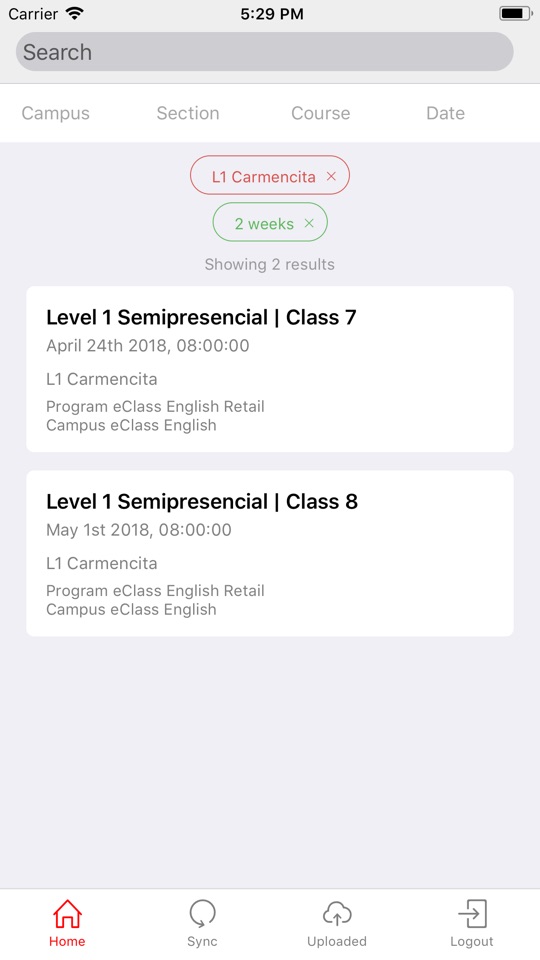 Carrier 5:29 PM
Search
Campus Section Course Date
L1 Carmencita ×
2 weeks ×
Showing 2 results
Level 1 Semipresencial | Class 7
April 24th 2018, 08:00:00
L1 Carmencita
Program eClass English Retail
Campus eClass English
Level 1 Semipresencial | Class 8
May 1st 2018, 08:00:00
L1 Carmencita
Program eClass English Retail
Campus eClass English
Home Sync Uploaded Logout